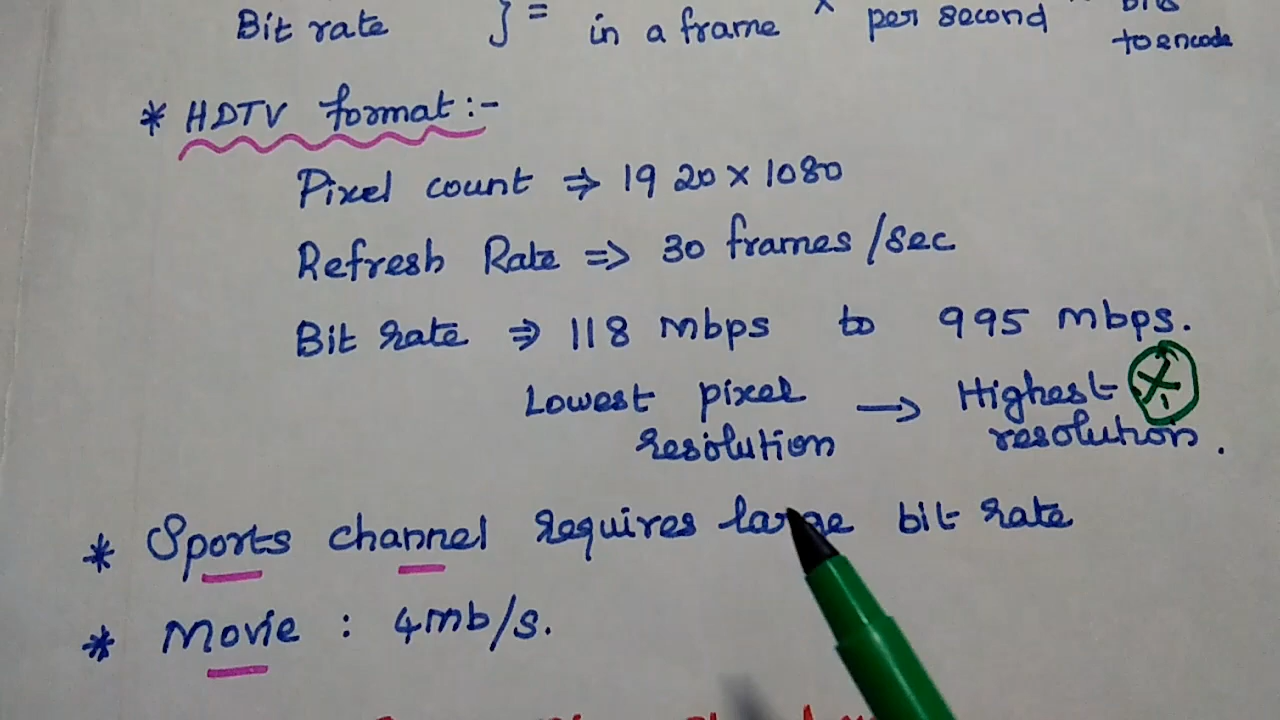 Bit rate } = in a frame × per second bits to encode
* HDTV format:-
Pixel count ⇒ 1920 x 1080
Refresh Rate => 30 frames /sec
Bit rate ⇒ 118 mbps to 995 mbps.
Lowest pixel resolution → Highest resolution.
* Sports channel requires large bit rate
* Movie : 4mb/s.